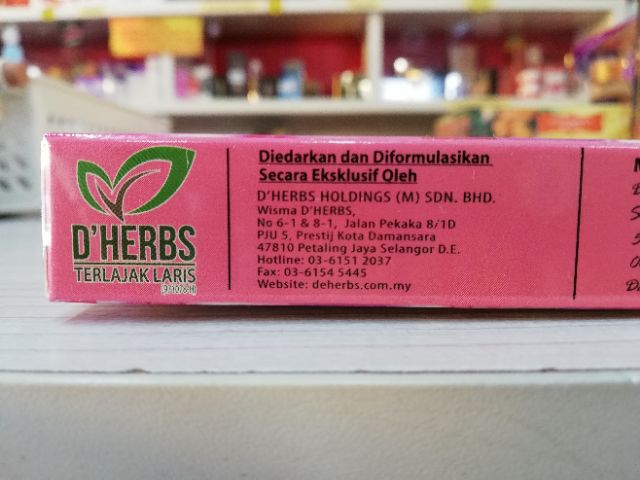 D'HERBS
TERLAJAK LARIS
Diedarkan dan Diformulasikan
Secara Eksklusif Oleh
D'HERBS HOLDINGS (M) SDN. BHD.
Wisma D'HERBS,
No 6-1 & 8-1, Jalan Pekaka 8/1D
PJU 5, Prestij Kota Damansara
47810 Petaling Jaya Selangor D.E.
Hotline: 03-6151 2037
Fax: 03-6154 5445
Website: deherbs.com.my